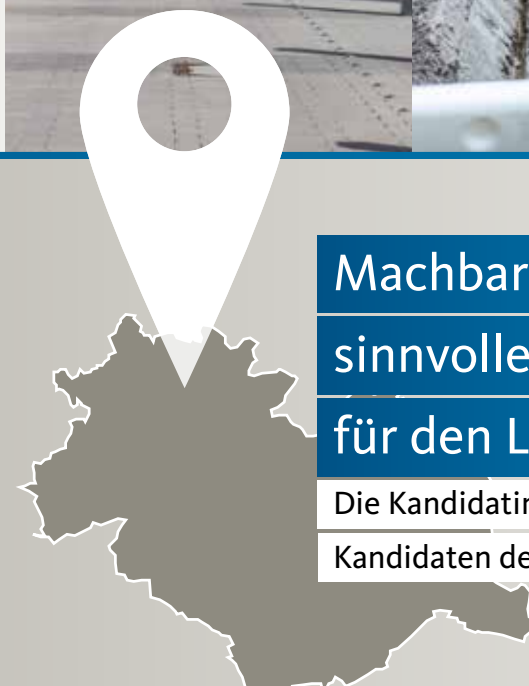 Machbar
sinnvolle
für den L
Die Kandidatin
Kandidaten de